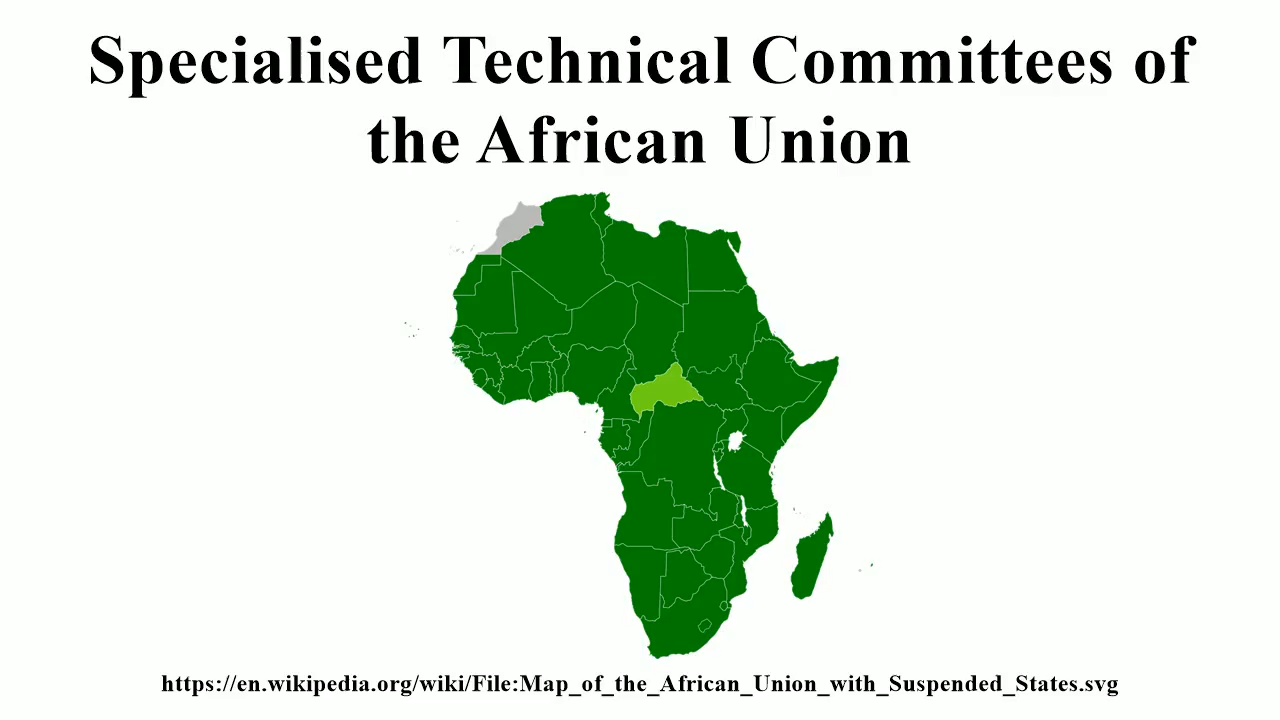 Specialised Technical Committees of
the African Union
https://en.wikipedia.org/wiki/File:Map_of_the_African_Union_with_Suspended_States.svg